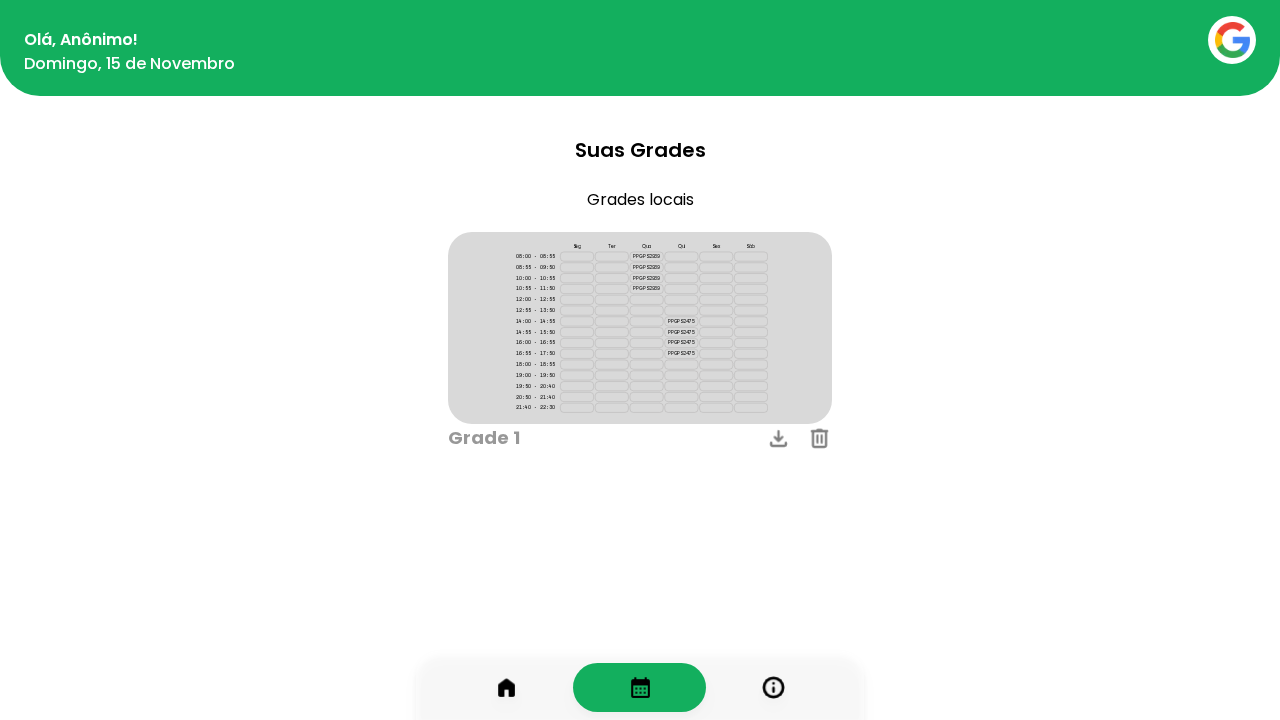 Olá, Anônimo!
Domingo, 15 de Novembro
Suas Grades
Grades locais
Seg Ter Qua Qui Sex Sáb
08:00 - 08:55
08:55 - 09:50
10:00 - 10:55
10:55 - 11:50
12:00 - 12:55
12:55 - 13:50
14:00 - 14:55 PPGPS2475
14:55 - 15:50 PPGPS2475
16:00 - 16:55 PPGPS2475
16:55 - 17:50 PPGPS2475
18:00 - 18:55
19:00 - 19:50
19:50 - 20:40
20:50 - 21:40
21:40 - 22:30
Grade 1